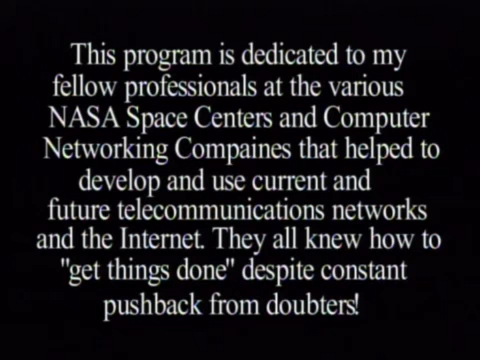 This program is dedicated to my
fellow professionals at the various
NASA Space Centers and Computer
Networking Compaines that helped to
develop and use current and
future telecommunications networks
and the Internet. They all knew how to
"get things done" despite constant
pushback from doubters!